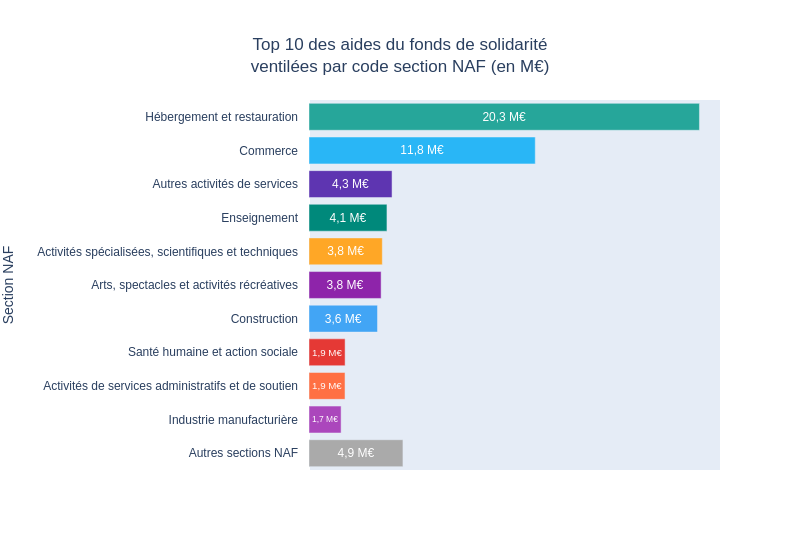 Top 10 des aides du fonds de solidarité
ventilées par code section NAF (en M€)
Section NAF
Hébergement et restauration 20,3 M€
Commerce 11,8 M€
Autres activités de services 4,3 M€
Enseignement 4,1 M€
Activités spécialisées, scientifiques et techniques 3,8 M€
Arts, spectacles et activités récréatives 3,8 M€
Construction 3,6 M€
Santé humaine et action sociale 1,9 M€
Activités de services administratifs et de soutien 1,9 M€
Industrie manufacturière 1,7 M€
Autres sections NAF 4,9 M€